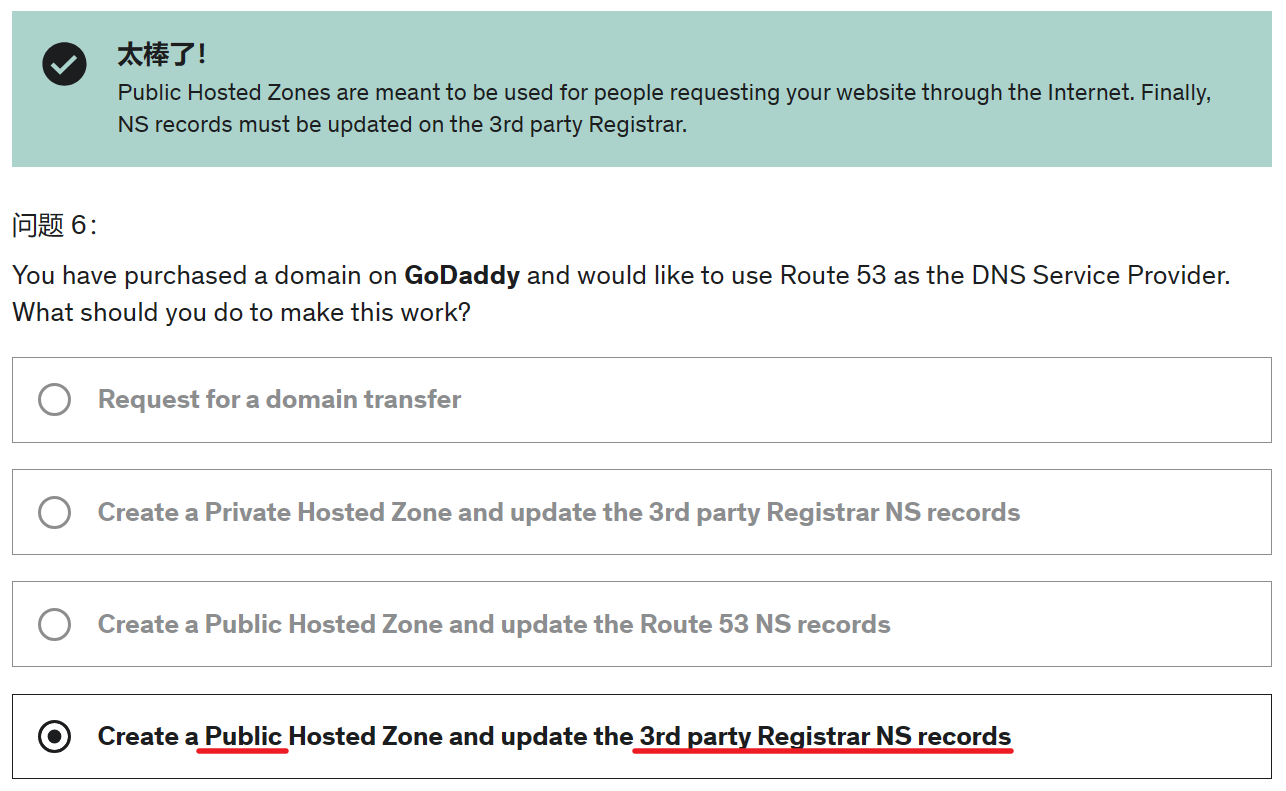 太棒了!
Public Hosted Zones are meant to be used for people requesting your website through the Internet. Finally,
NS records must be updated on the 3rd party Registrar.
问题 6:
You have purchased a domain on GoDaddy and would like to use Route 53 as the DNS Service Provider.
What should you do to make this work?
Request for a domain transfer
Create a Private Hosted Zone and update the 3rd party Registrar NS records
Create a Public Hosted Zone and update the Route 53 NS records
Create a Public Hosted Zone and update the 3rd party Registrar NS records